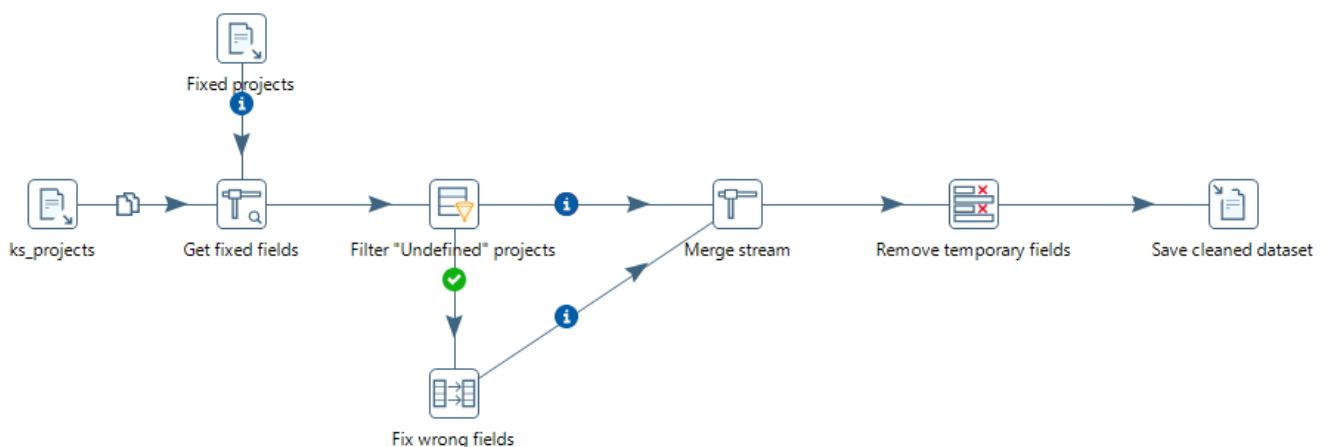 Fixed projects
ks_projects
Get fixed fields
Filter "Undefined" projects
Merge stream
Remove temporary fields
Save cleaned dataset
Fix wrong fields